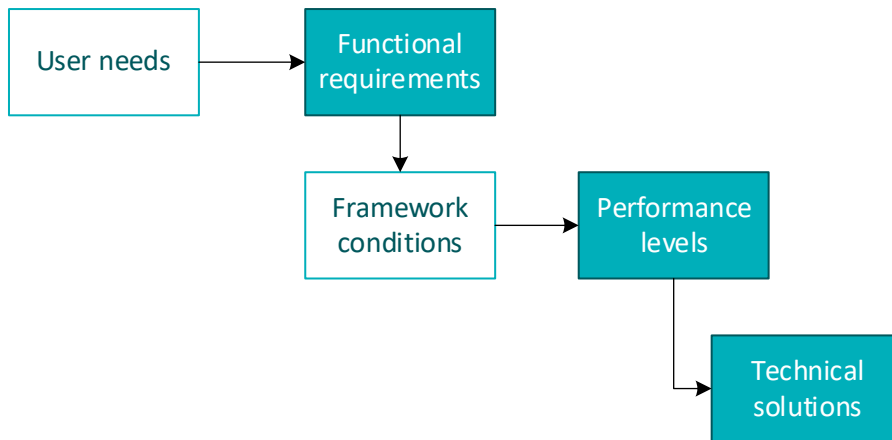 User needs
Functional
requirements
Framework
conditions
Performance
levels
Technical
solutions